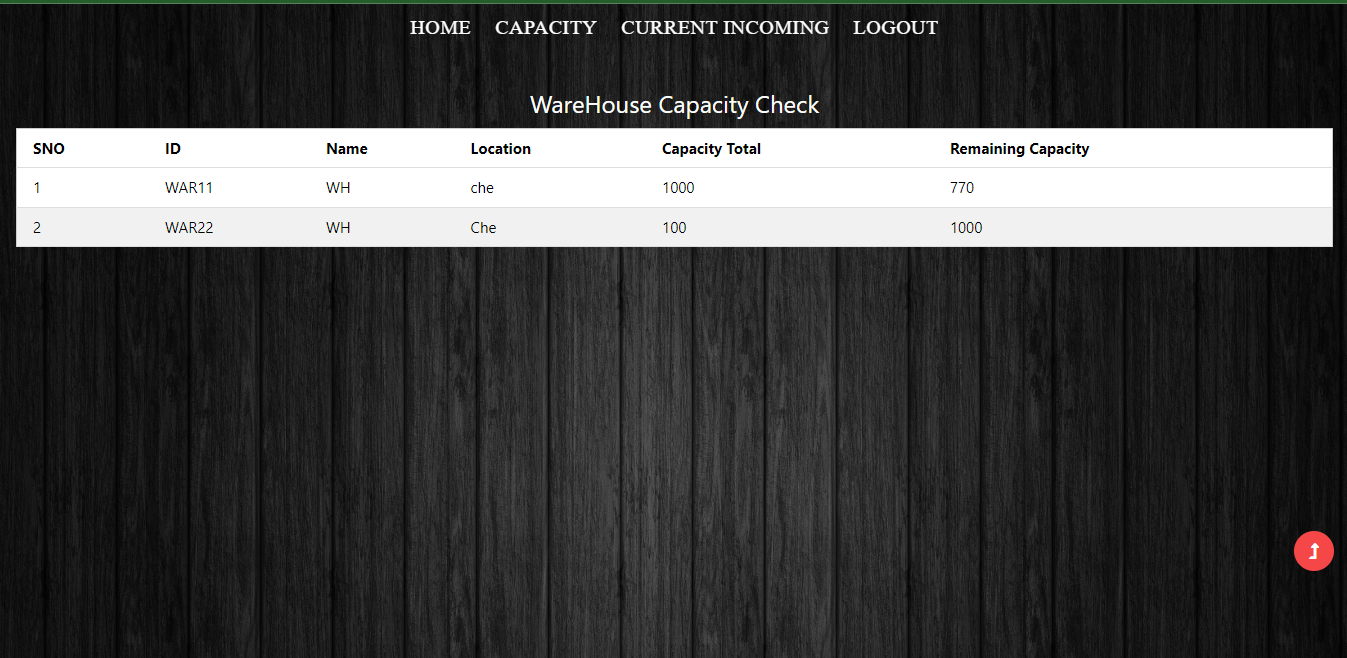 HOME CAPACITY CURRENT INCOMING LOGOUT
WareHouse Capacity Check
SNO ID Name Location Capacity Total Remaining Capacity
1 WAR11 WH che 1000 770
2 WAR22 WH Che 100 1000